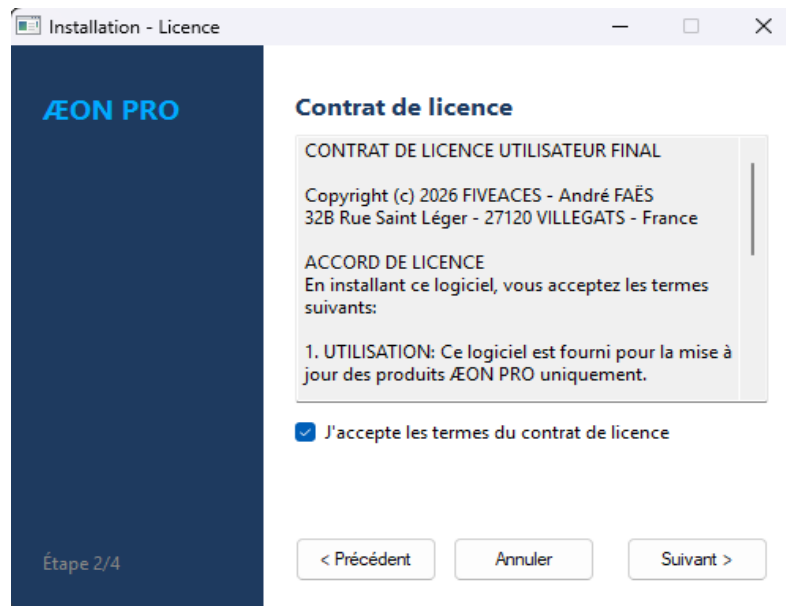 Installation - Licence
ÆON PRO
Contrat de licence
CONTRAT DE LICENCE UTILISATEUR FINAL
Copyright (c) 2026 FIVEACES - André FAËS
32B Rue Saint Léger - 27120 VILLEGATS - France
ACCORD DE LICENCE
En installant ce logiciel, vous acceptez les termes
suivants:
1. UTILISATION: Ce logiciel est fourni pour la mise à
jour des produits ÆON PRO uniquement.
J'accepte les termes du contrat de licence
Étape 2/4
< Précédent
Annuler
Suivant >